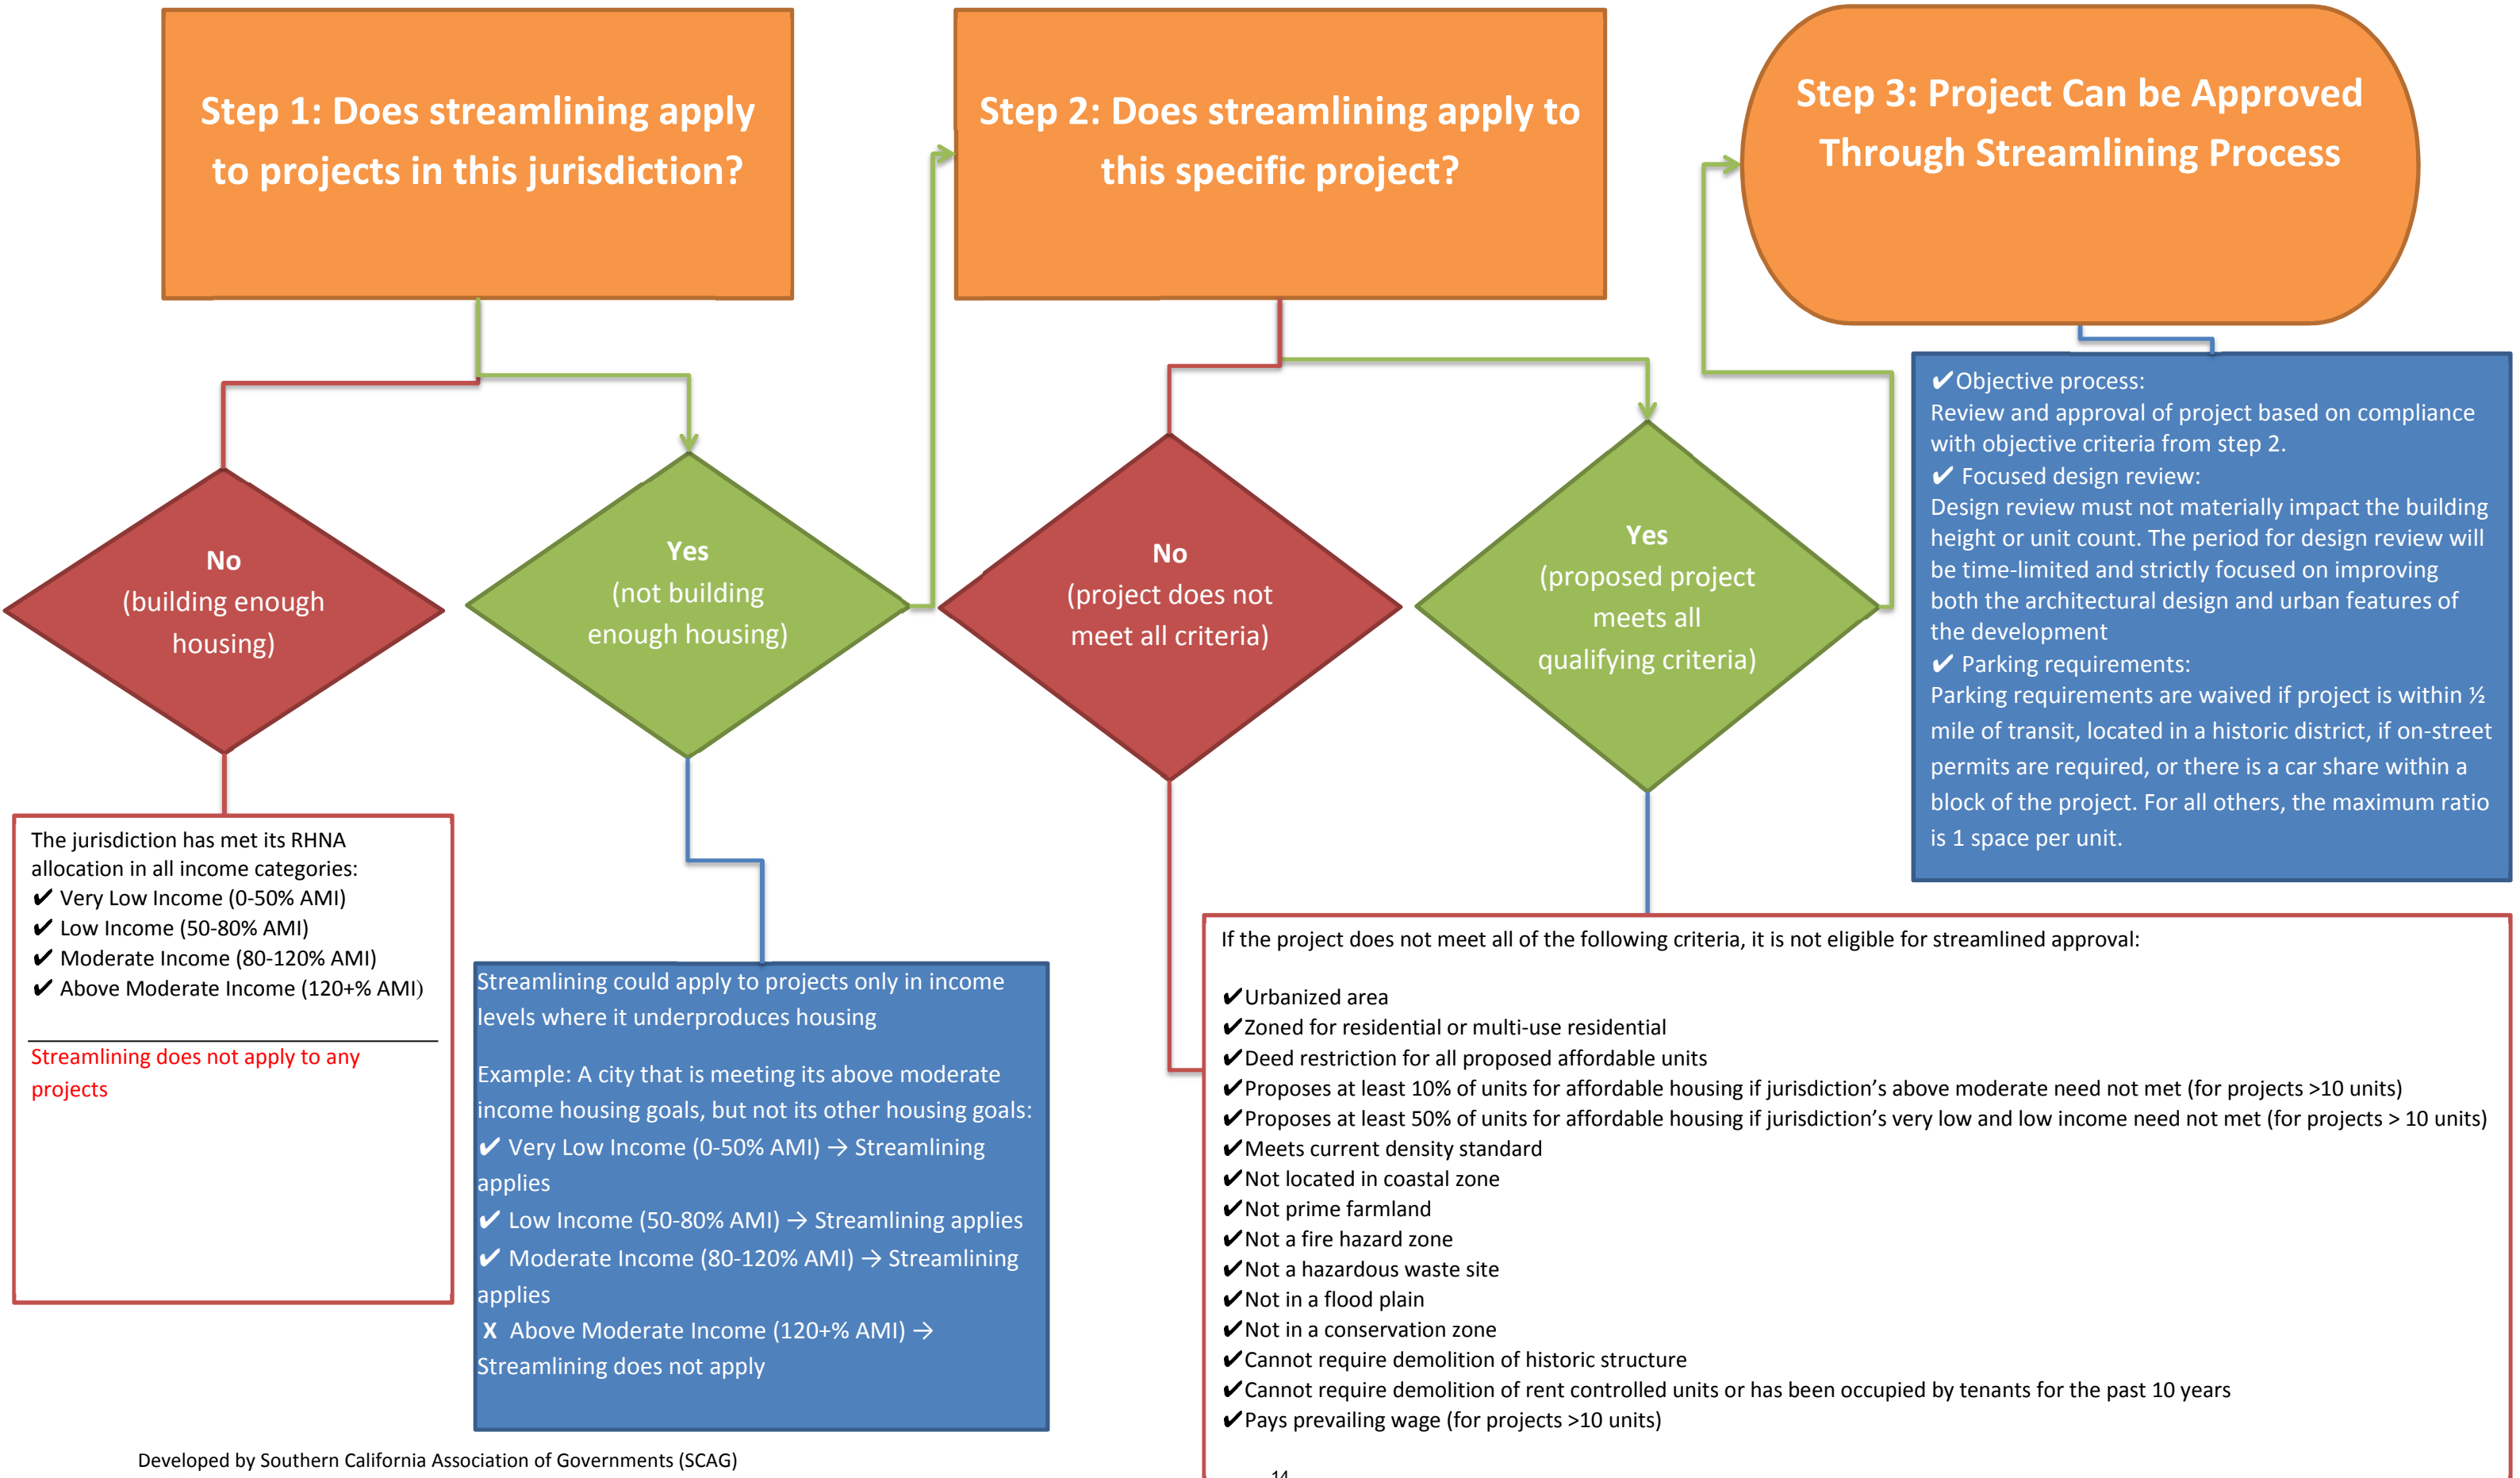 Step 1: Does streamlining apply
to projects in this jurisdiction?
Step 2: Does streamlining apply to
this specific project?
Step 3: Project Can be Approved
Through Streamlining Process
No
(building enough
housing)
Yes
(not building
enough housing)
No
(project does not
meet all criteria)
Yes
(proposed project
meets all
qualifying criteria)
✔Objective process:
Review and approval of project based on compliance
with objective criteria from step 2.
✔ Focused design review:
Design review must not materially impact the building
height or unit count. The period for design review will
be time-limited and strictly focused on improving
both the architectural design and urban features of
the development
✔ Parking requirements:
Parking requirements are waived if project is within ½
mile of transit, located in a historic district, if on-street
permits are required, or there is a car share within a
block of the project. For all others, the maximum ratio
is 1 space per unit.
The jurisdiction has met its RHNA
allocation in all income categories:
✔ Very Low Income (0-50% AMI)
✔ Low Income (50-80% AMI)
✔ Moderate Income (80-120% AMI)
✔ Above Moderate Income (120+% AMI)
Streamlining does not apply to any
projects
Streamlining could apply to projects only in income
levels where it underproduces housing
Example: A city that is meeting its above moderate
income housing goals, but not its other housing goals:
✔ Very Low Income (0-50% AMI) → Streamlining
applies
✔ Low Income (50-80% AMI) → Streamlining applies
✔ Moderate Income (80-120% AMI) → Streamlining
applies
X Above Moderate Income (120+% AMI) →
Streamlining does not apply
If the project does not meet all of the following criteria, it is not eligible for streamlined approval:
✔Urbanized area
✔Zoned for residential or multi-use residential
✔Deed restriction for all proposed affordable units
✔Proposes at least 10% of units for affordable housing if jurisdiction’s above moderate need not met (for projects >10 units)
✔Proposes at least 50% of units for affordable housing if jurisdiction’s very low and low income need not met (for projects > 10 units)
✔Meets current density standard
✔Not located in coastal zone
✔Not prime farmland
✔Not a fire hazard zone
✔Not a hazardous waste site
✔Not in a flood plain
✔Not in a conservation zone
✔Cannot require demolition of historic structure
✔Cannot require demolition of rent controlled units or has been occupied by tenants for the past 10 years
✔Pays prevailing wage (for projects >10 units)
Developed by Southern California Association of Governments (SCAG)
14